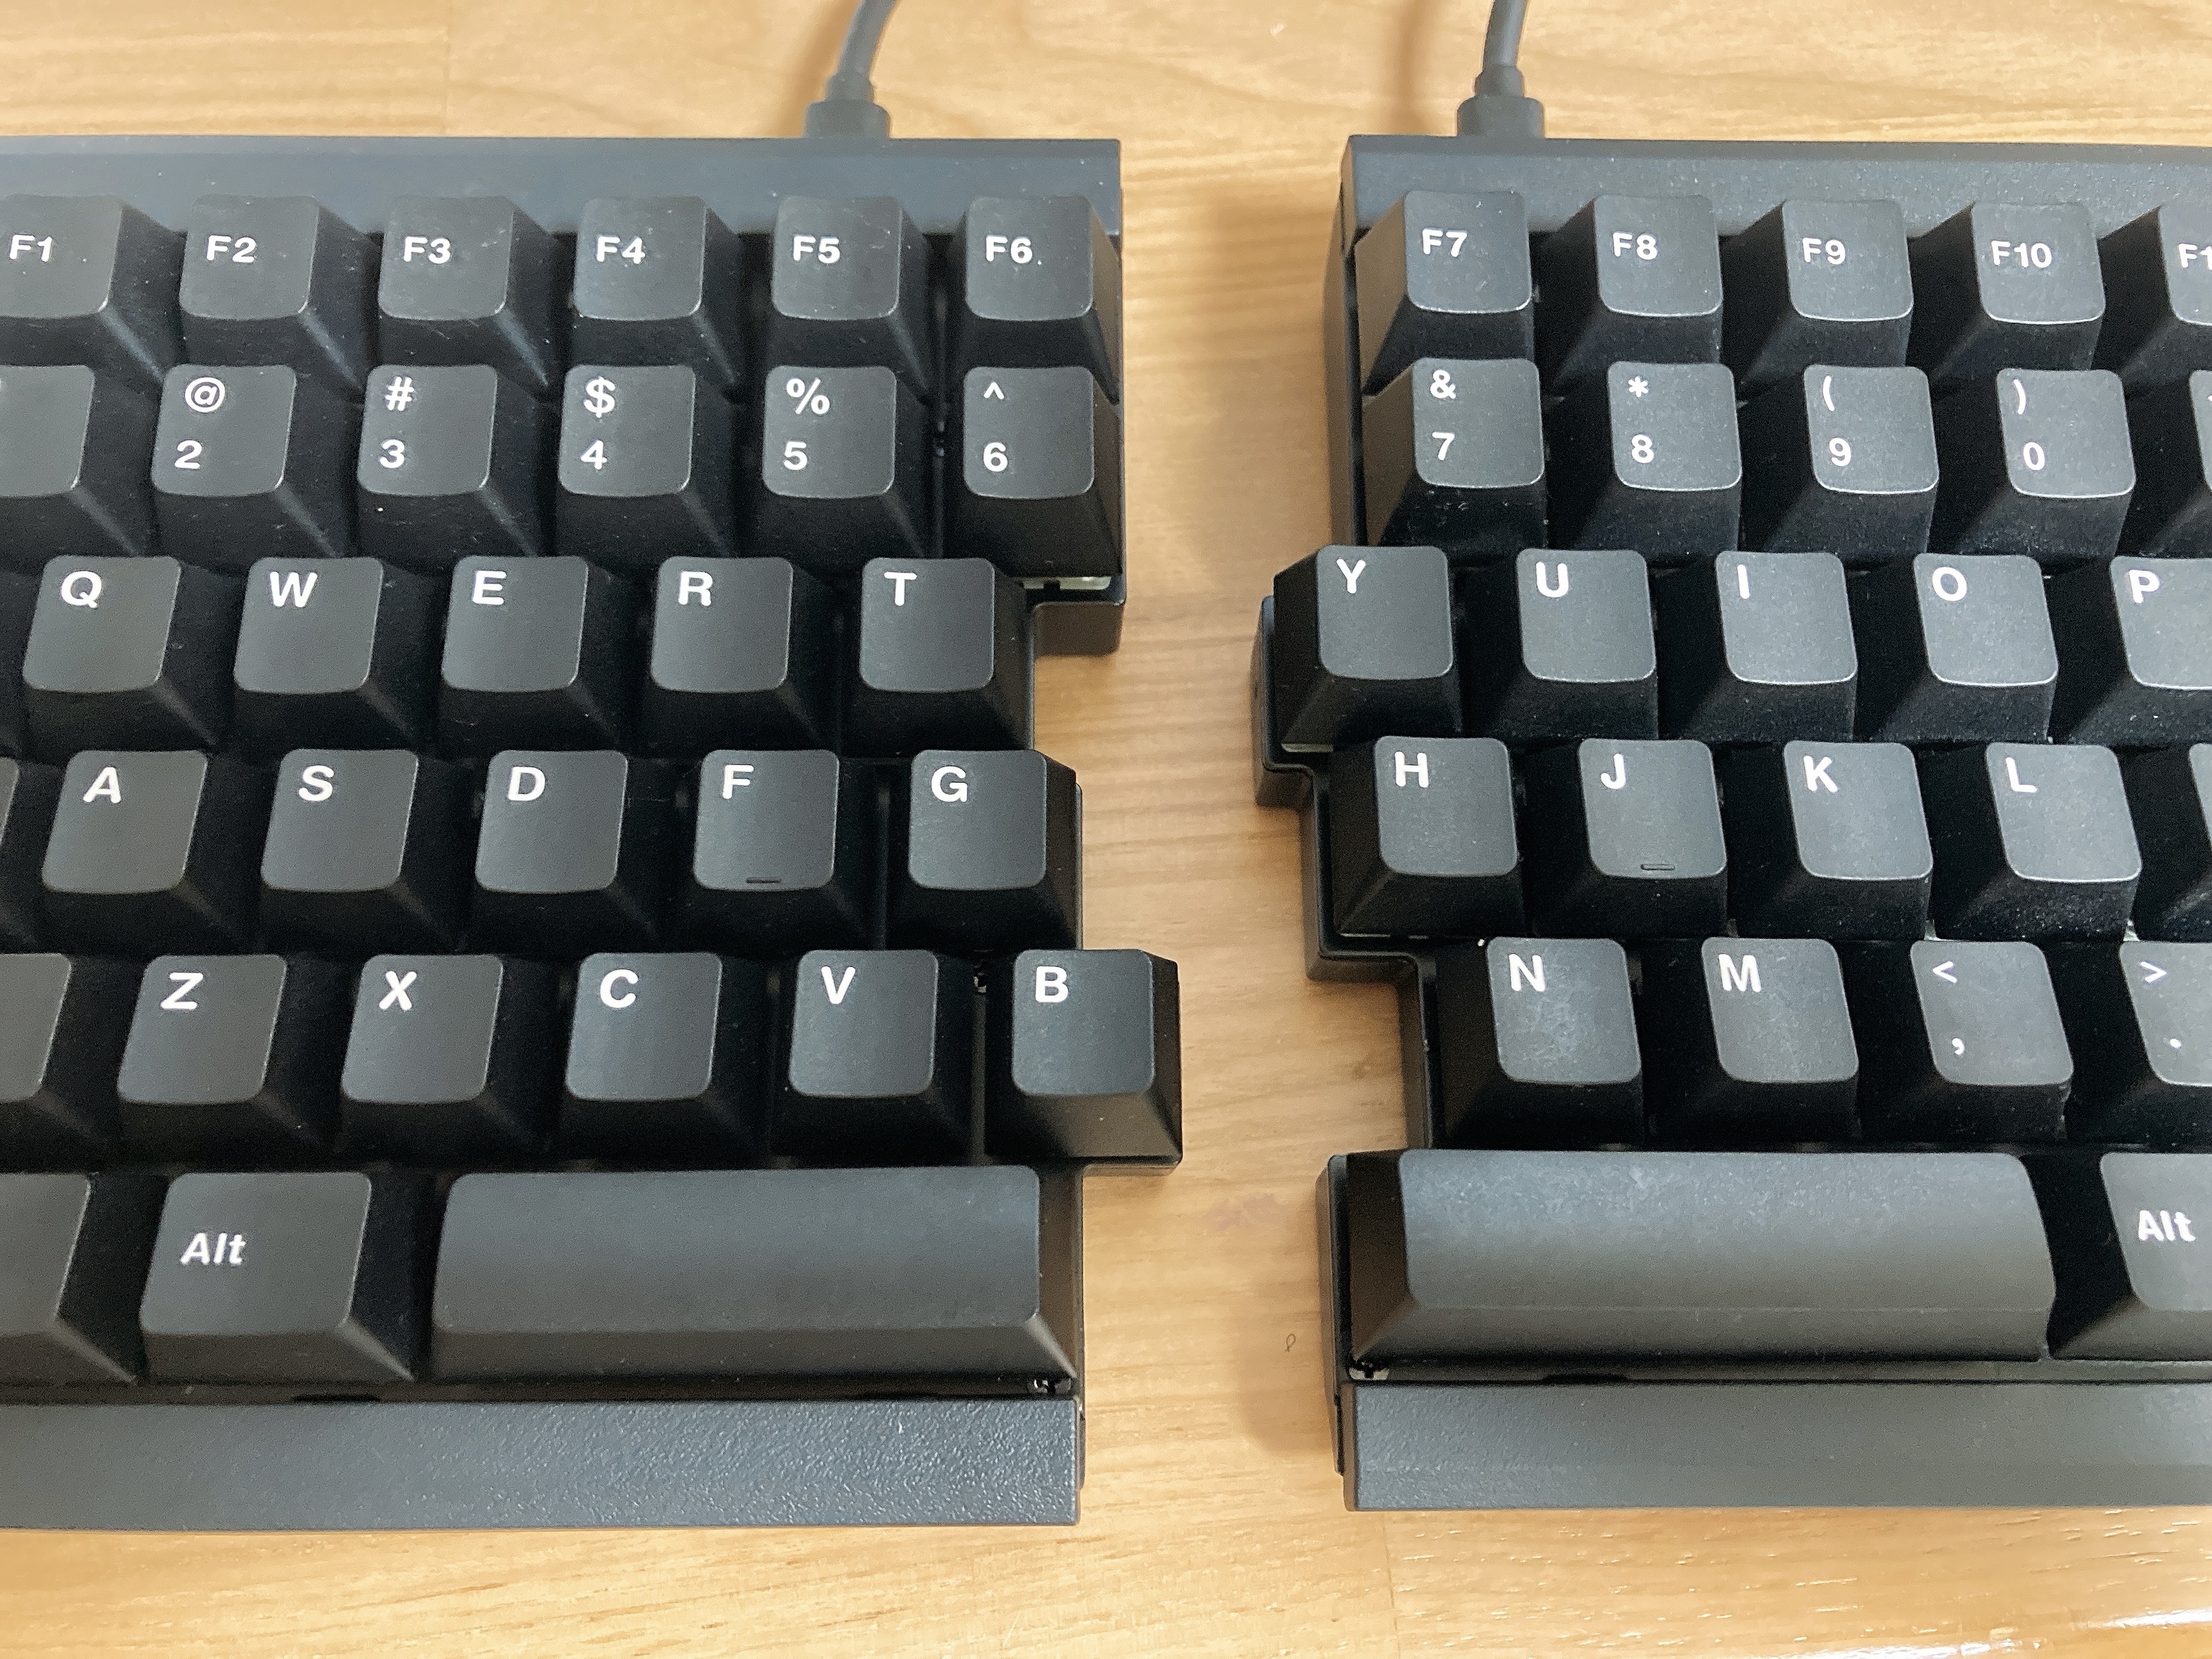 F1 F2 F3 F4 F5 F6 F7 F8 F9 F10
@ # $ % ^ & * ( )
2 3 4 5 6 7 8 9 0
Q W E R T Y U I O P
A S D F G H J K L
Z X C V B N M < >
, .
Alt Alt